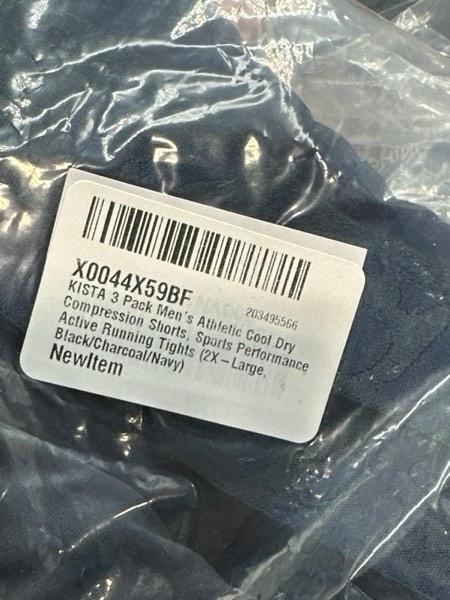 X0044X59BF
203495566
KISTA 3 Pack Men's Athletic Cool Dry
Compression Shorts, Sports Performance
Active Running Tights (2X-Large,
Black/Charcoal/Navy)
NewItem